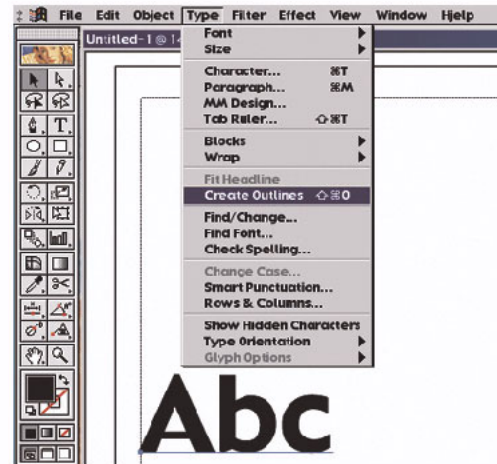 File Edit Object Type Filter Effect View Window Hjelp
Untitled-1 @ 14
Font
Size
Character... ⌘T
Paragraph... ⌘M
MM Design...
Tab Ruler... ⇧⌘T
Blocks
Wrap
Fit Headline
Create Outlines ⇧⌘O
Find/Change...
Find Font...
Check Spelling...
Change Case...
Smart Punctuation...
Rows & Columns...
Show Hidden Characters
Type Orientation
Glyph Options
T
Abc